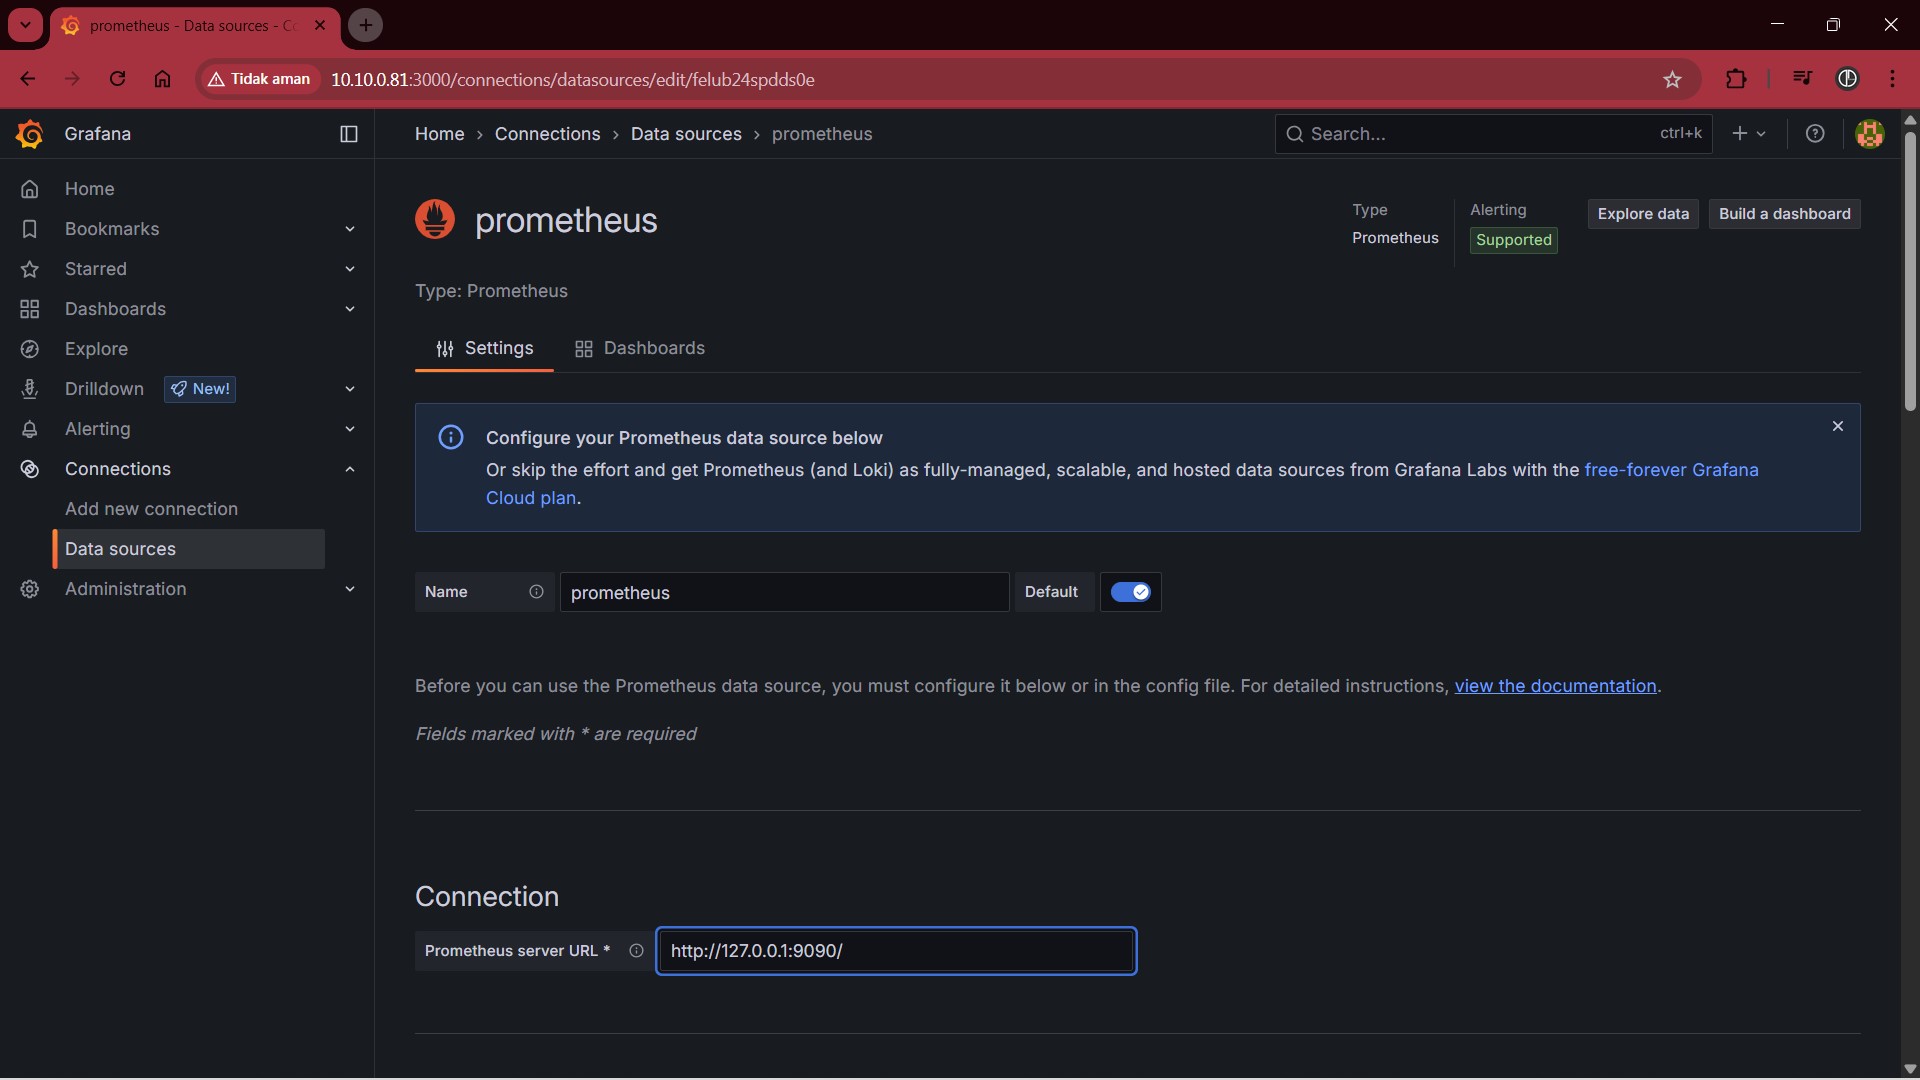 prometheus - Data sources - Co
Tidak aman
10.10.0.81:3000/connections/datasources/edit/felub24spdds0e
Grafana
Home › Connections › Data sources › prometheus
Search... ctrl+k
Home
Bookmarks
Starred
Dashboards
Explore
Drilldown New!
Alerting
Connections
Add new connection
Data sources
Administration
prometheus
Type
Prometheus
Alerting
Supported
Explore data
Build a dashboard
Type: Prometheus
Settings
Dashboards
Configure your Prometheus data source below
Or skip the effort and get Prometheus (and Loki) as fully-managed, scalable, and hosted data sources from Grafana Labs with the free-forever Grafana
Cloud plan.
Name prometheus Default
Before you can use the Prometheus data source, you must configure it below or in the config file. For detailed instructions, view the documentation.
Fields marked with * are required
Connection
Prometheus server URL * http://127.0.0.1:9090/